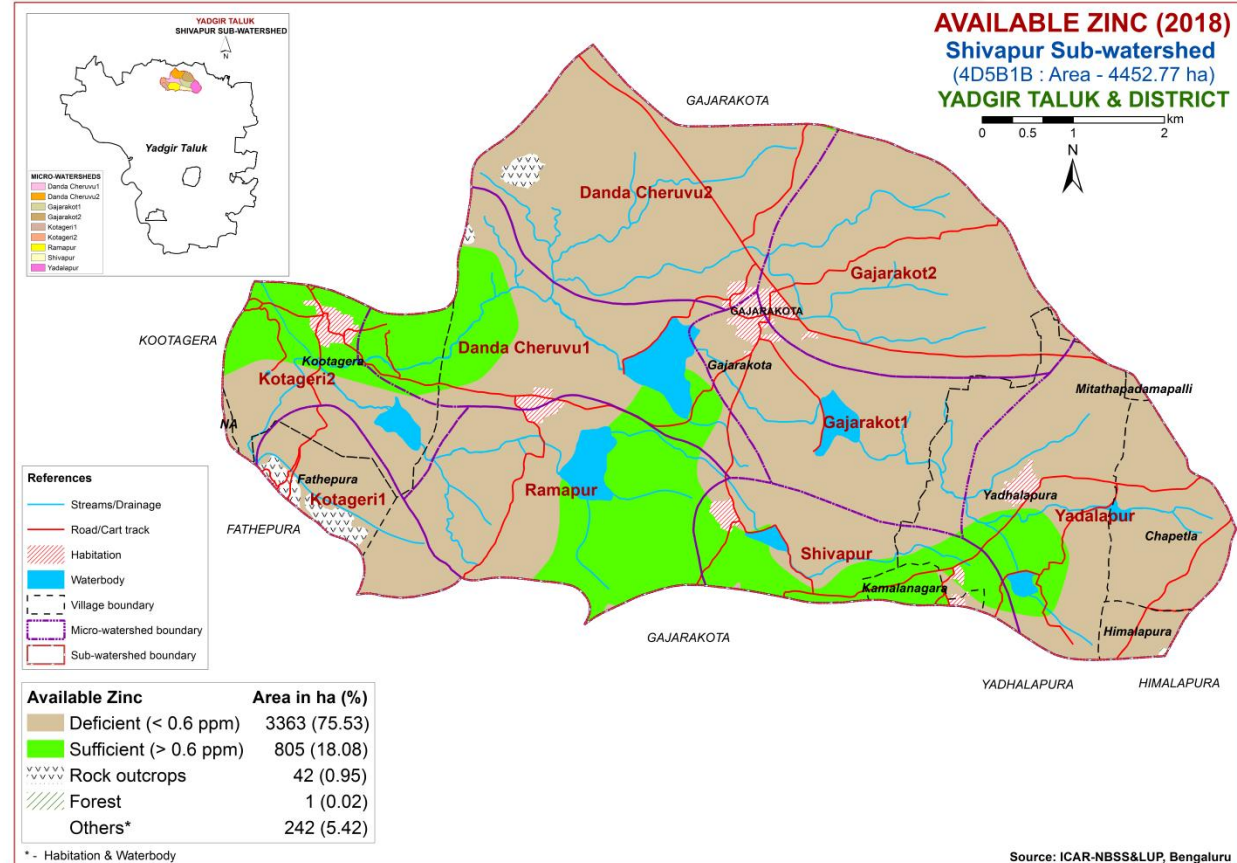 YADGIR TALUK
SHIVAPUR SUB-WATERSHED
N
Yadgir Taluk
MICRO-WATERSHEDS
Danda Cheruvu1
Danda Cheruvu2
Gajarakot1
Gajarakot2
Kotageri1
Kotageri2
Ramapur
Shivapur
Yadalapur
AVAILABLE ZINC (2018)
Shivapur Sub-watershed
(4D5B1B : Area - 4452.77 ha)
YADGIR TALUK & DISTRICT
km
0 0.5 1 2
N
GAJARAKOTA
Danda Cheruvu2
Gajarakot2
GAJARAKOTA
KOOTAGERA
Kootagera
Danda Cheruvu1
Gajarakota
Kotageri2
Mitathapadamapalli
NA
Gajarakot1
Fathepura
Kotageri1
Ramapur
Yadhalapura
Yadalapur
FATHEPURA
Chapetla
Shivapur
Kamalanagara
GAJARAKOTA
Himalapura
YADHALAPURA
HIMALAPURA
References
Streams/Drainage
Road/Cart track
Habitation
Waterbody
Village boundary
Micro-watershed boundary
Sub-watershed boundary
Available Zinc Area in ha (%)
Deficient (< 0.6 ppm) 3363 (75.53)
Sufficient (> 0.6 ppm) 805 (18.08)
Rock outcrops 42 (0.95)
Forest 1 (0.02)
Others* 242 (5.42)
* - Habitation & Waterbody
Source: ICAR-NBSS&LUP, Bengaluru